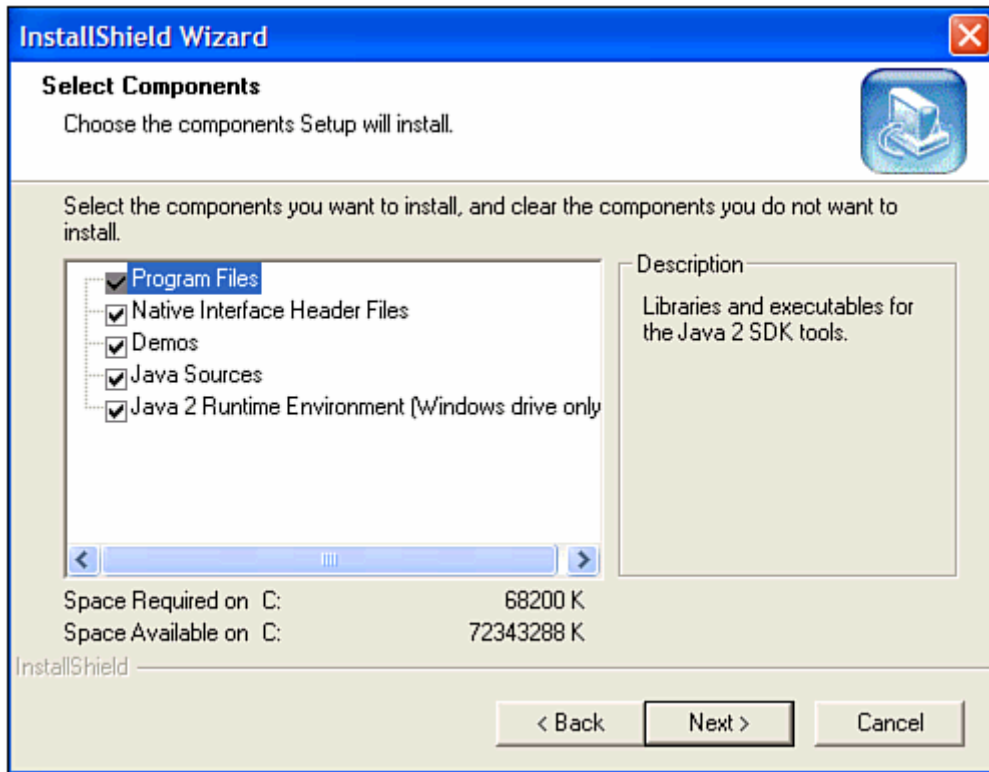 InstallShield Wizard
Select Components
Choose the components Setup will install.
Select the components you want to install, and clear the components you do not want to
install.
Program Files
Native Interface Header Files
Demos
Java Sources
Java 2 Runtime Environment (Windows drive only
Description
Libraries and executables for
the Java 2 SDK tools.
Space Required on C: 68200 K
Space Available on C: 72343288 K
InstallShield
< Back Next > Cancel